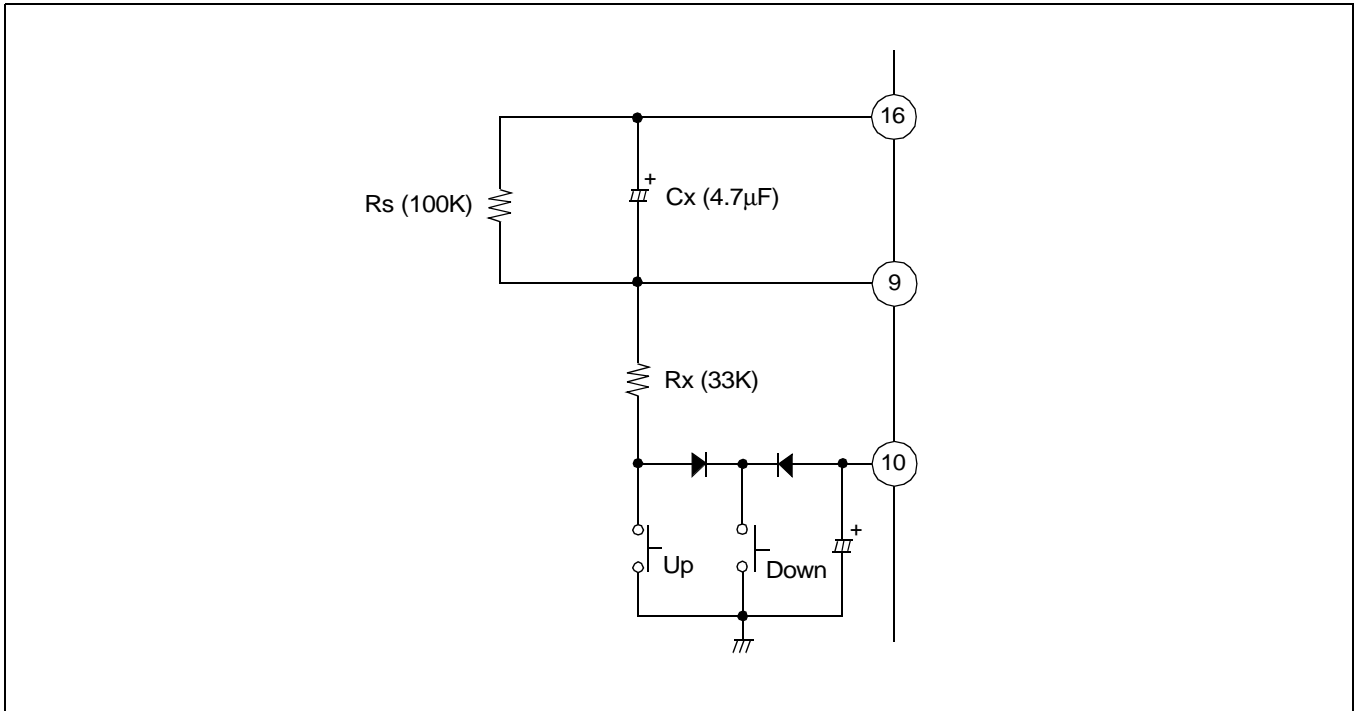 16
+
Rs (100K)
Cx (4.7μF)
9
Rx (33K)
10
+
Up
Down